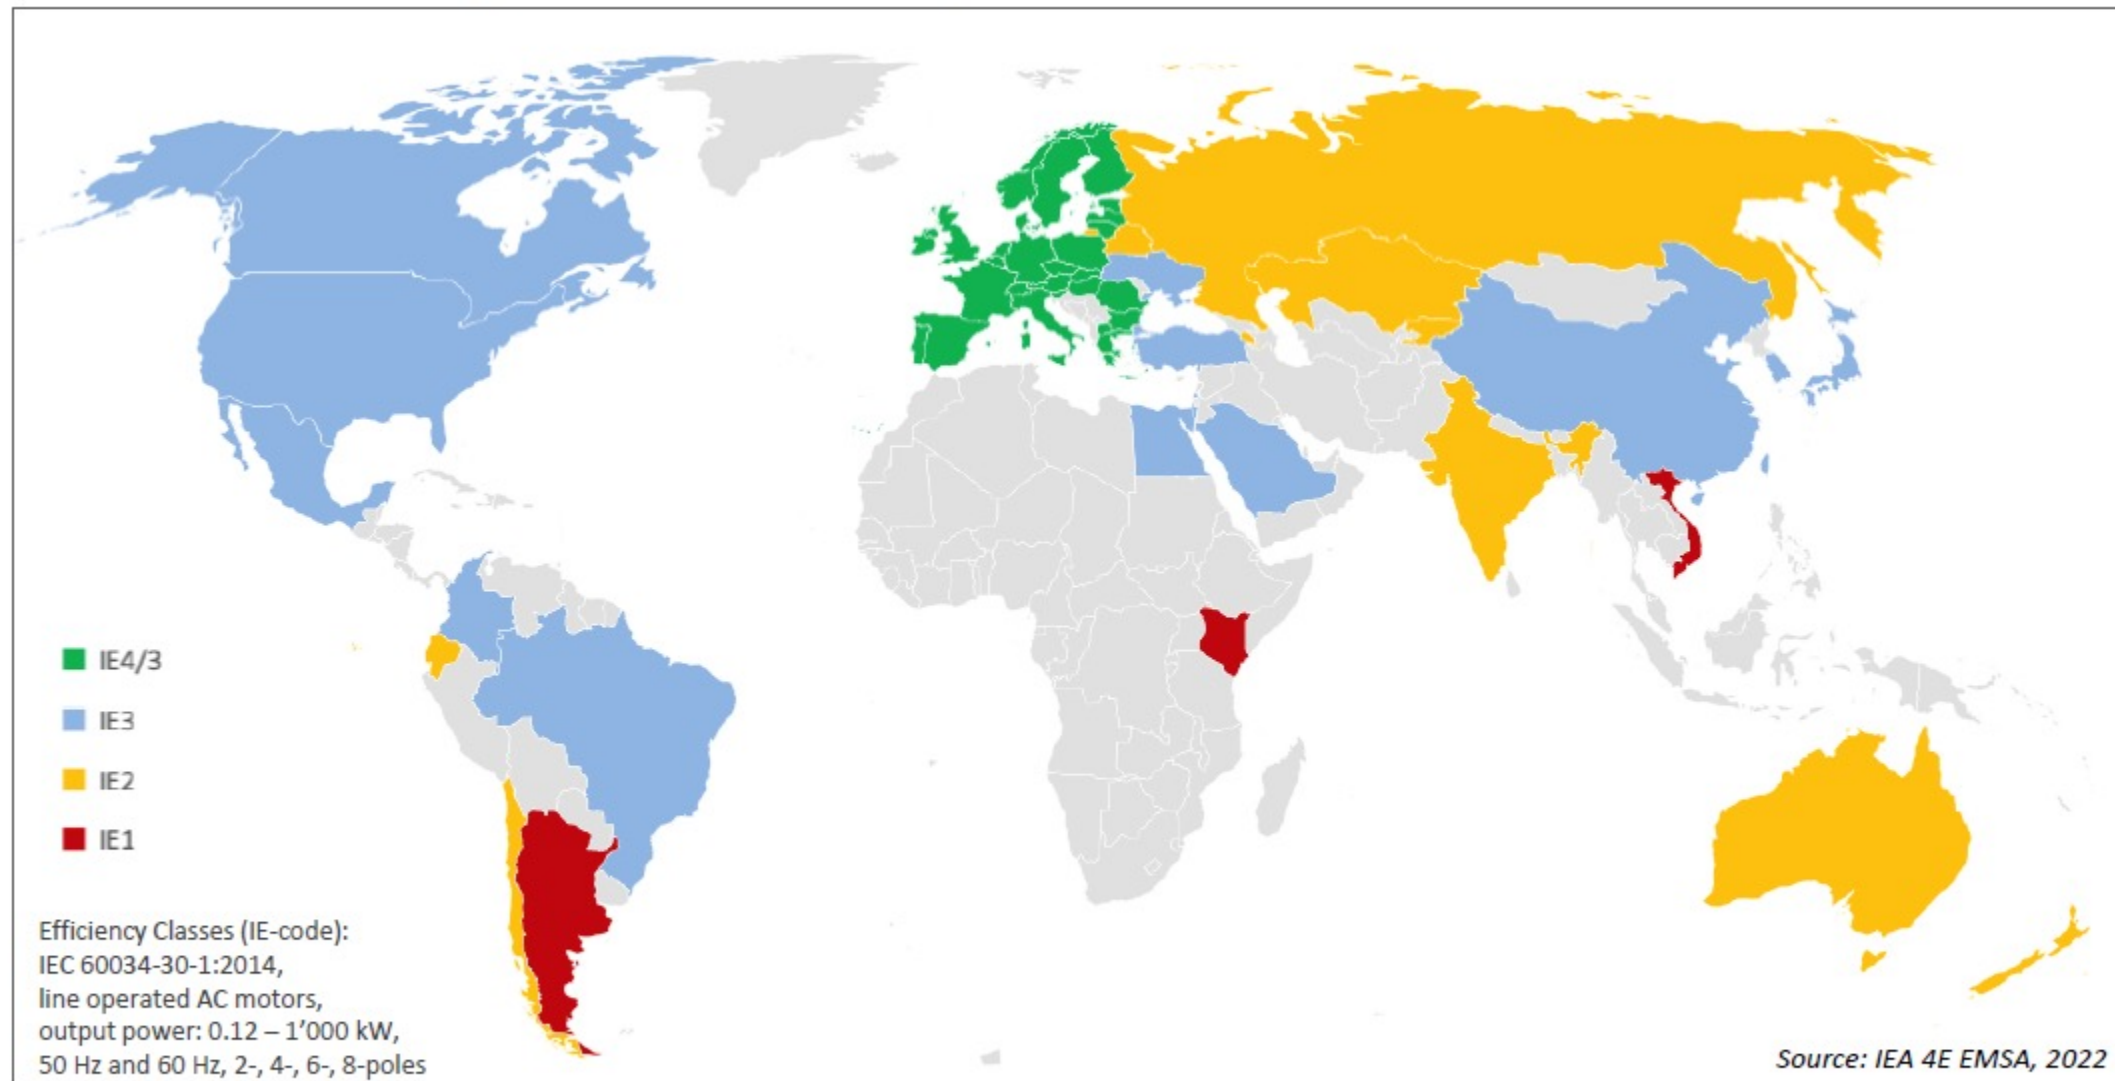 IE4/3
IE3
IE2
IE1
Efficiency Classes (IE-code):
IEC 60034-30-1:2014,
line operated AC motors,
output power: 0.12 – 1’000 kW,
50 Hz and 60 Hz, 2-, 4-, 6-, 8-poles
Source: IEA 4E EMSA, 2022